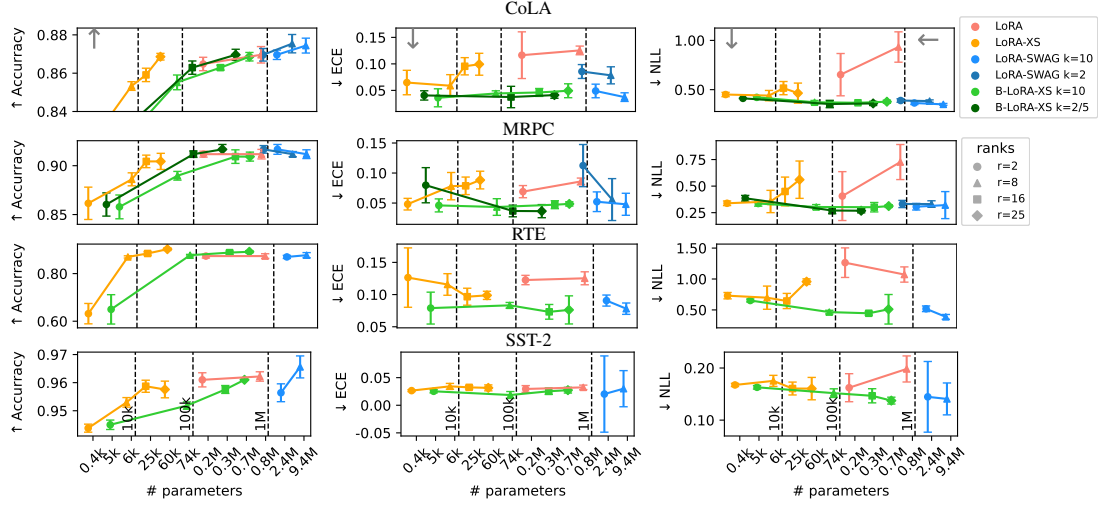 CoLA
↑ Accurracy
0.88
0.86
0.84
↓ ECE
0.15
0.10
0.05
0.00
↓ NLL
1.00
0.50
LoRA
LoRA-XS
LoRA-SWAG k=10
LoRA-SWAG k=2
B-LoRA-XS k=10
B-LoRA-XS k=2/5
MRPC
↑ Accurracy
0.90
0.85
↓ ECE
0.15
0.10
0.05
0.00
↓ NLL
0.75
0.50
0.25
ranks
r=2
r=8
r=16
r=25
RTE
↑ Accurracy
0.80
0.60
↓ ECE
0.15
0.10
0.05
↓ NLL
1.50
1.00
0.50
SST-2
↑ Accurracy
0.97
0.96
0.95
10k
100k
1M
↓ ECE
0.05
0.00
-0.05
10k
100k
1M
↓ NLL
0.20
0.10
10k
100k
1M
0.4k 5k 6k 25k 60k 74k 0.2M 0.3M 0.7M 0.8M 2.4M 9.4M
0.4k 5k 6k 25k 60k 74k 0.2M 0.3M 0.7M 0.8M 2.4M 9.4M
0.4k 5k 6k 25k 60k 74k 0.2M 0.3M 0.7M 0.8M 2.4M 9.4M
# parameters
# parameters
# parameters